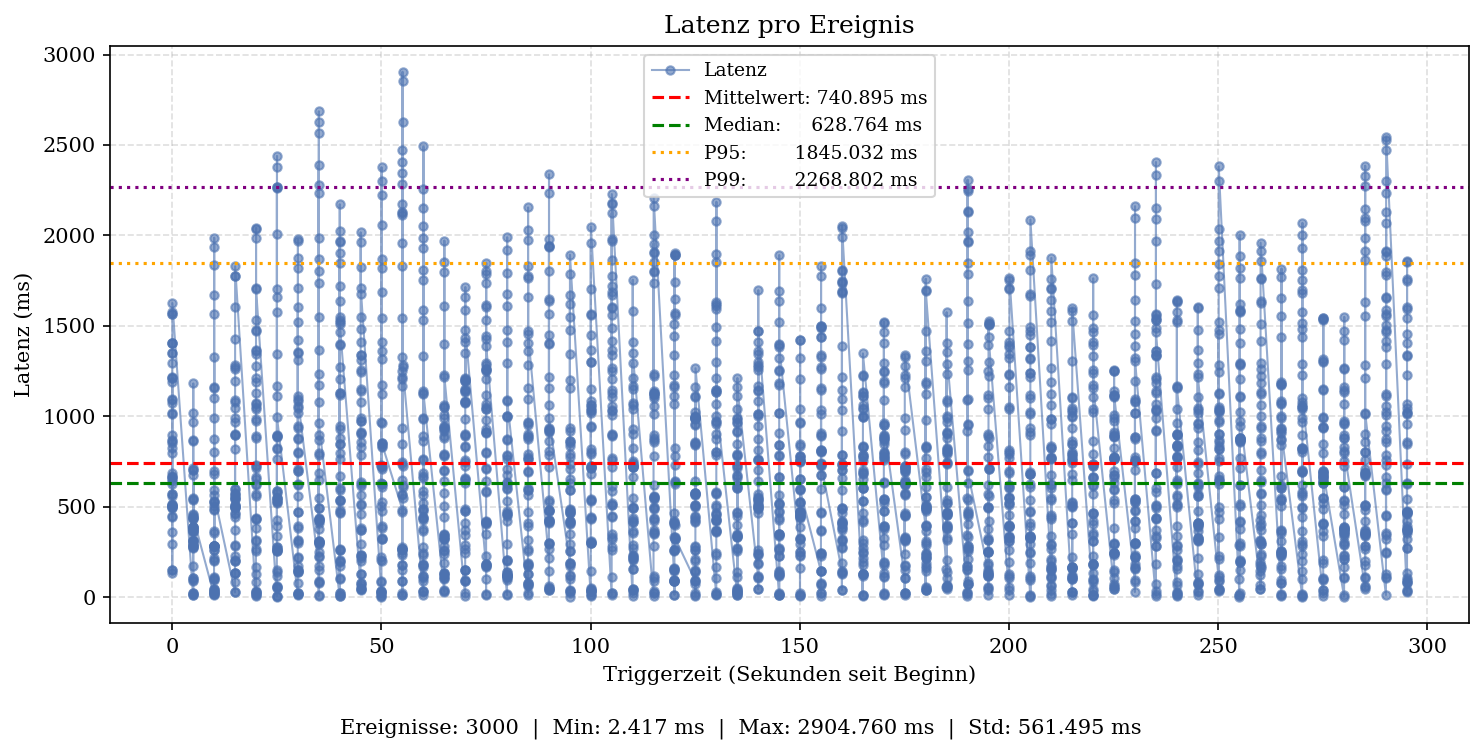 Latenz pro Ereignis
Latenz (ms)
3000
2500
2000
1500
1000
500
0
Latenz
Mittelwert: 740.895 ms
Median: 628.764 ms
P95: 1845.032 ms
P99: 2268.802 ms
0 50 100 150 200 250 300
Triggerzeit (Sekunden seit Beginn)
Ereignisse: 3000 | Min: 2.417 ms | Max: 2904.760 ms | Std: 561.495 ms